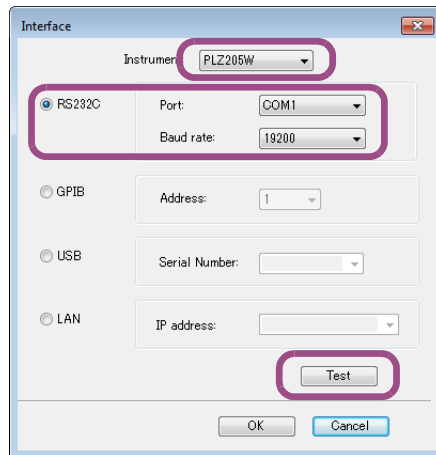 Interface
Instrument PLZ205W
RS232C Port: COM1
Baud rate: 19200
GPIB Address: 1
USB Serial Number:
LAN IP address:
Test
OK Cancel